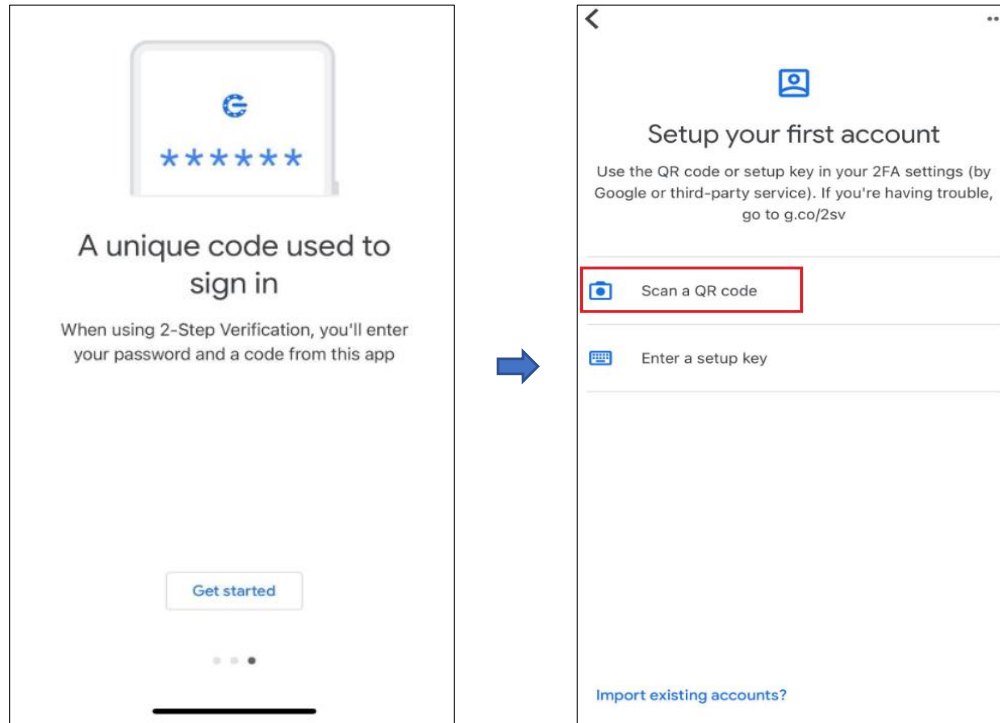 ******
A unique code used to
sign in
When using 2-Step Verification, you'll enter
your password and a code from this app
Get started
Setup your first account
Use the QR code or setup key in your 2FA settings (by
Google or third-party service). If you're having trouble,
go to g.co/2sv
Scan a QR code
Enter a setup key
Import existing accounts?